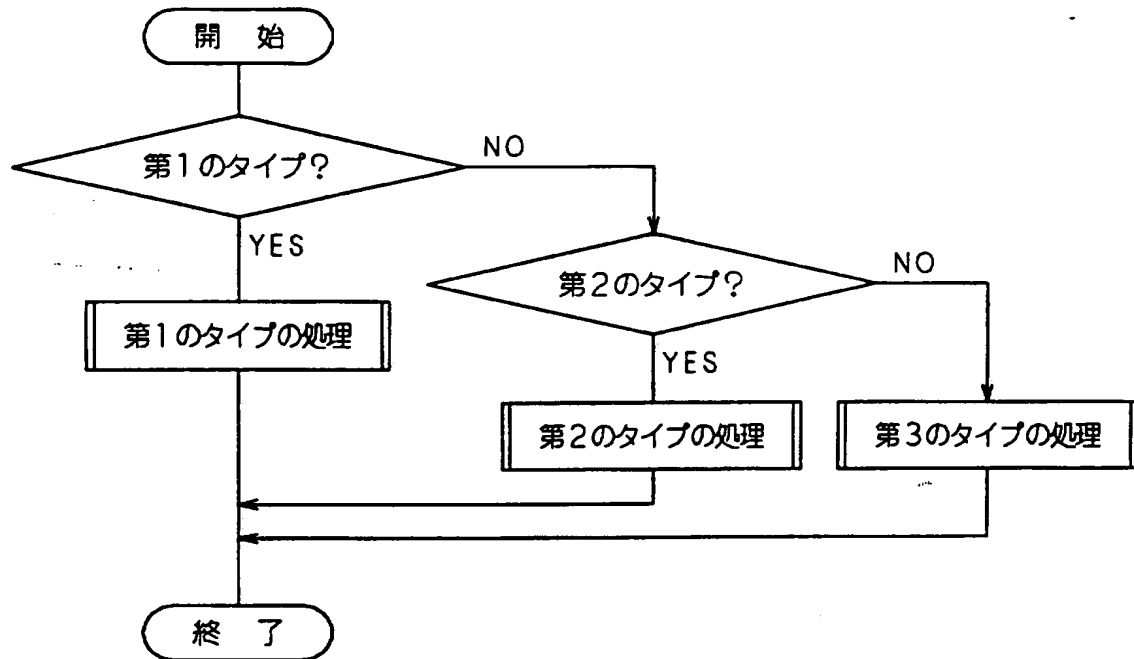 開 始
第1のタイプ?
NO
YES
第2のタイプ?
NO
第1のタイプの処理
YES
第2のタイプの処理
第3のタイプの処理
終 了